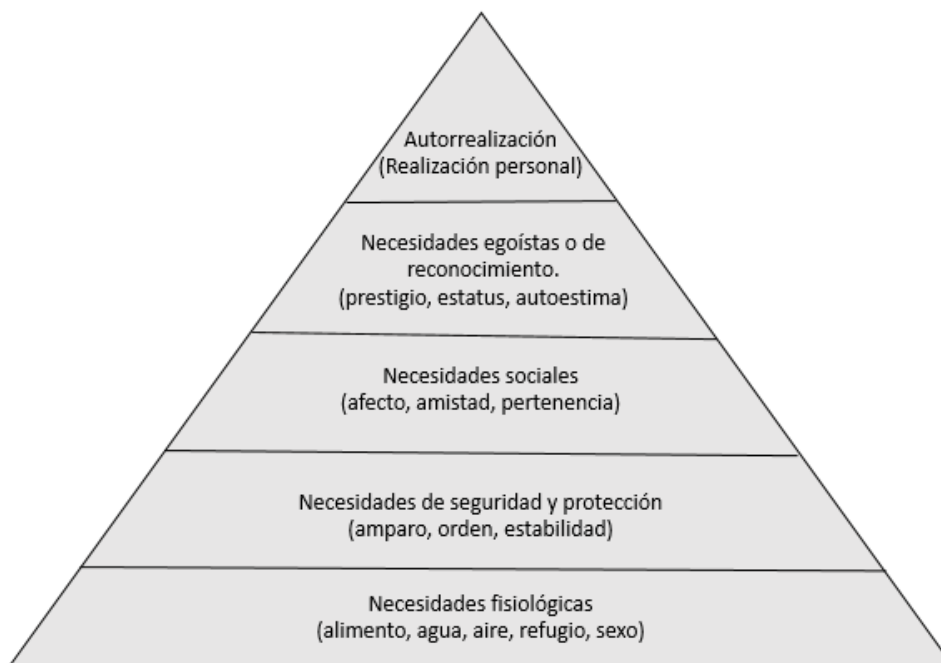 Autorrealización
(Realización personal)
Necesidades egoístas o de
reconocimiento.
(prestigio, estatus, autoestima)
Necesidades sociales
(afecto, amistad, pertenencia)
Necesidades de seguridad y protección
(amparo, orden, estabilidad)
Necesidades fisiológicas
(alimento, agua, aire, refugio, sexo)